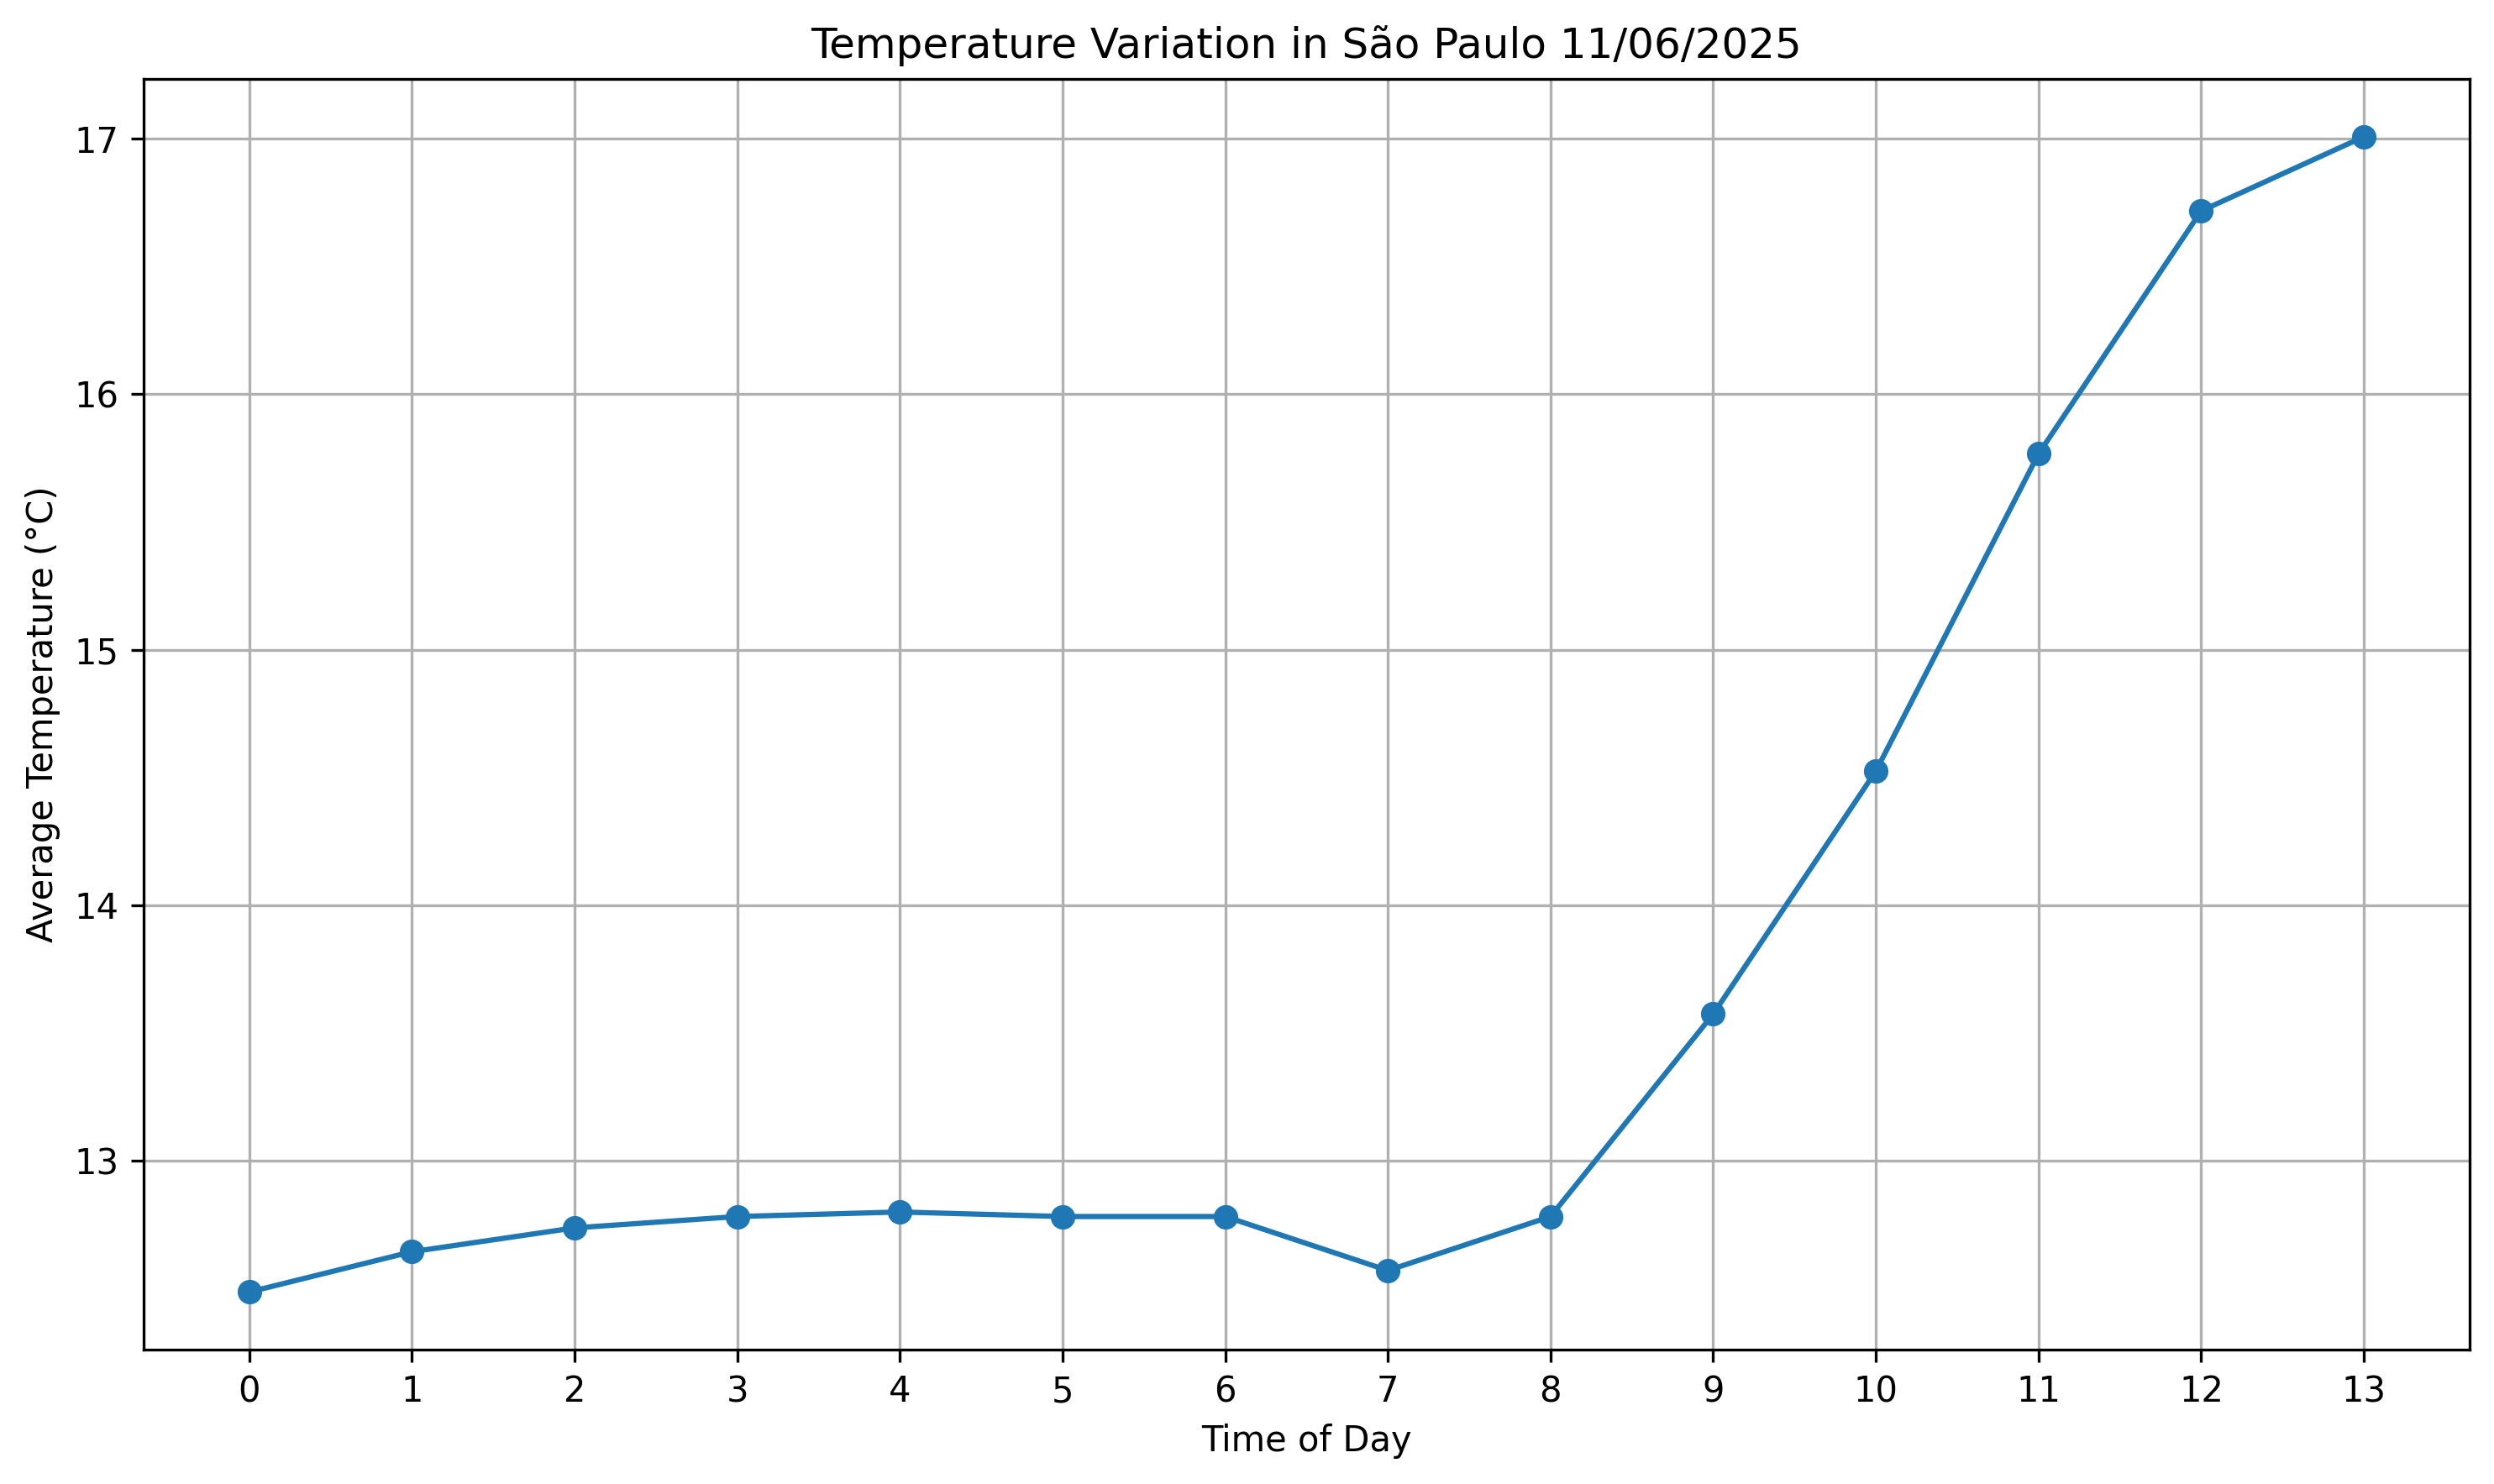 Temperature Variation in São Paulo 11/06/2025
Average Temperature (°C)
17
16
15
14
13
0 1 2 3 4 5 6 7 8 9 10 11 12 13
Time of Day